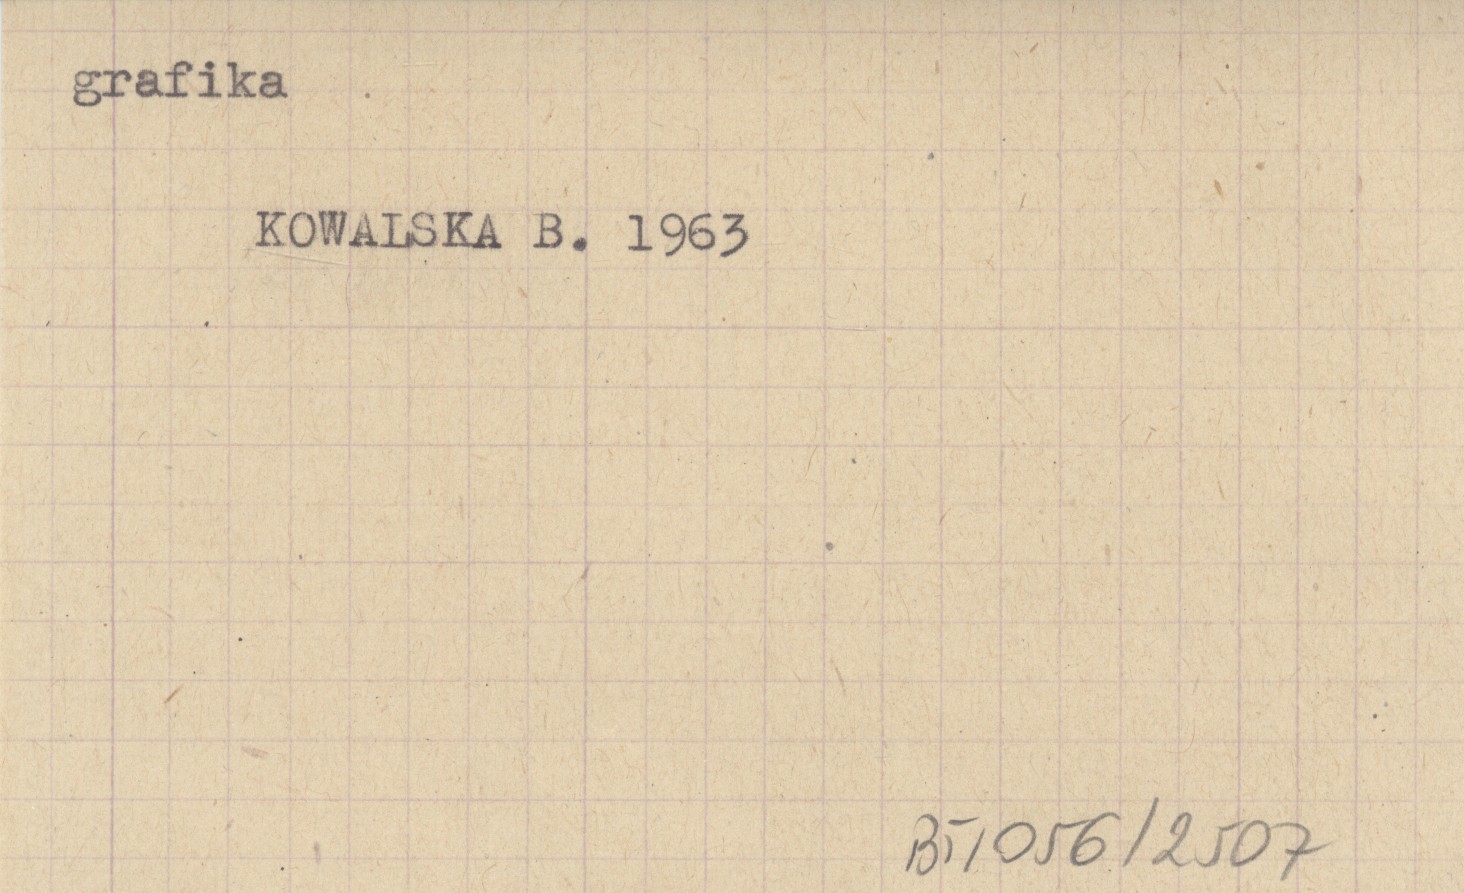 grafika
KOWALSKA B. 1963
BI/056/2507